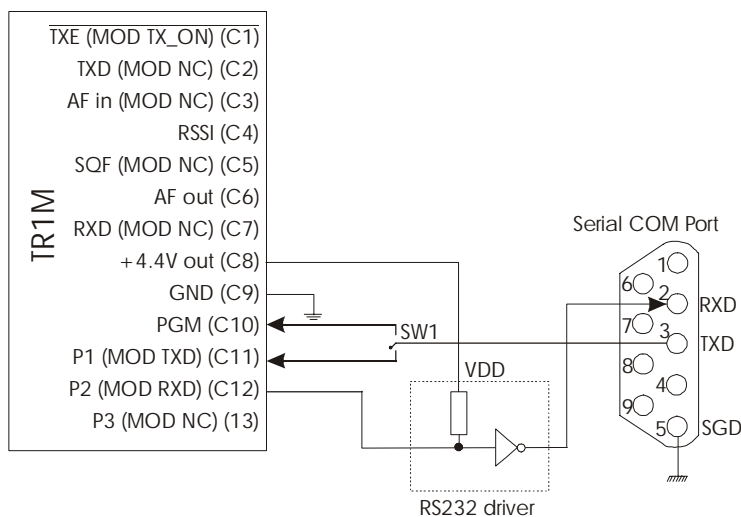 TR1M
TXE (MOD TX_ON) (C1)
TXD (MOD NC) (C2)
AF in (MOD NC) (C3)
RSSI (C4)
SQF (MOD NC) (C5)
AF out (C6)
RXD (MOD NC) (C7)
+4.4V out (C8)
GND (C9)
PGM (C10)
P1 (MOD TXD) (C11)
P2 (MOD RXD) (C12)
P3 (MOD NC) (13)
SW1
VDD
RS232 driver
Serial COM Port
1
6
2 RXD
7
3 TXD
8
4
9
5 SGD